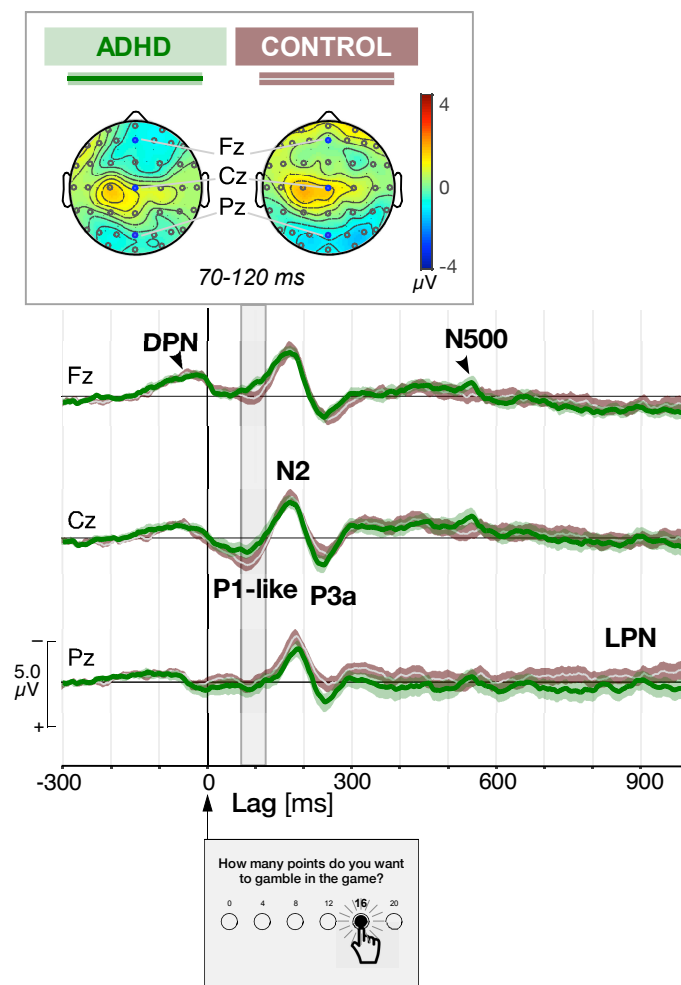 ADHD CONTROL
4
Fz
Cz
0
Pz
-4
70-120 ms
µV
DPN
N500
Fz
N2
Cz
P1-like
P3a
LPN
Pz
−
5.0
µV
+
-300 0 300 600 900
Lag [ms]
How many points do you want
to gamble in the game?
0 4 8 12 16 20